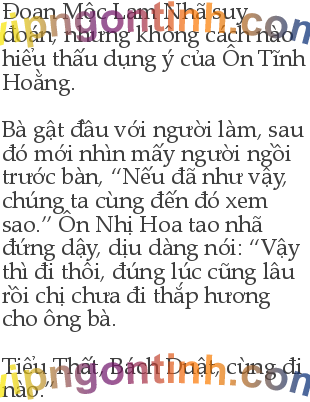 Đoan Mộc Lam Nhã suy
đoán, nhưng không cách nào
hiểu thấu dụng ý của Ôn Tĩnh
Hoằng.
Bà gật đầu với người làm, sau
đó mới nhìn mấy người ngồi
trước bàn, “Nếu đã như vậy,
chúng ta cùng đến đó xem
sao.” Ôn Nhị Hoa tao nhã
đứng dậy, dịu dàng nói: “Vậy
thì đi thôi, đúng lúc cũng lâu
rồi chị chưa đi thắp hương
cho ông bà.
Tiểu Thất, Bách Duật, cùng đi
nào.”
vipngontinh.com
vipngontinh.com